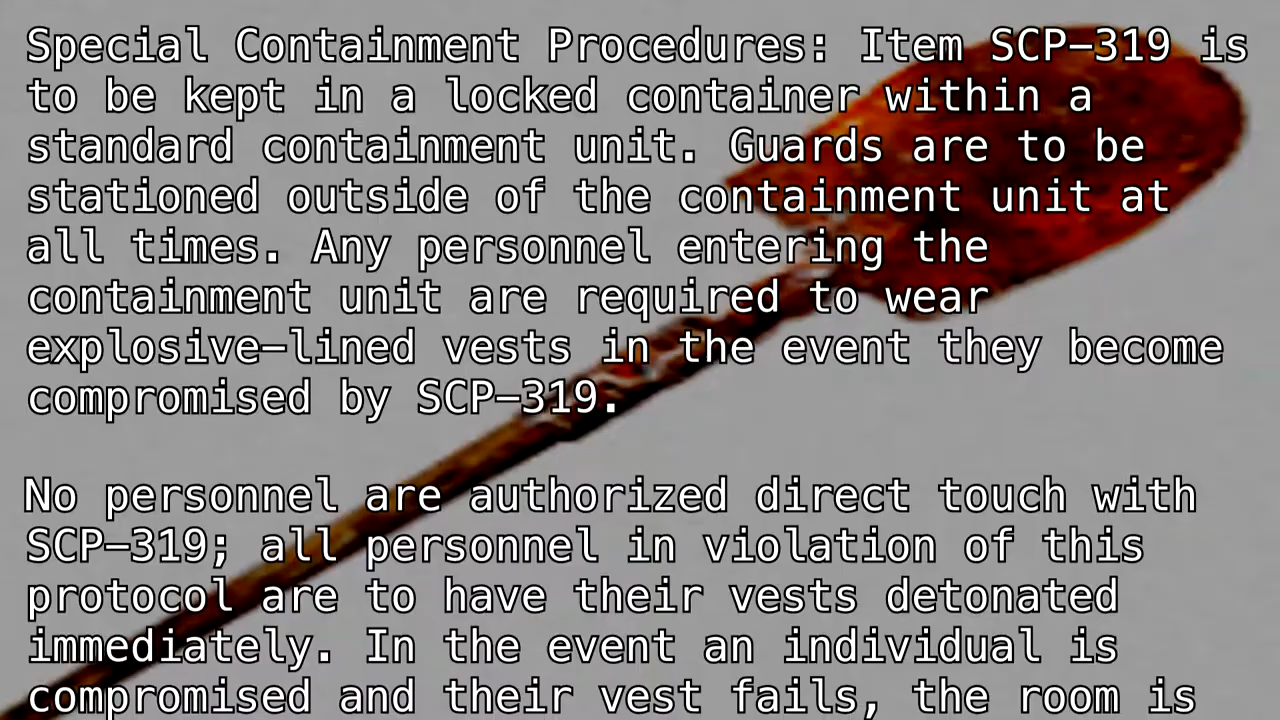 Special Containment Procedures: Item SCP-319 is
to be kept in a locked container within a
standard containment unit. Guards are to be
stationed outside of the containment unit at
all times. Any personnel entering the
containment unit are required to wear
explosive-lined vests in the event they become
compromised by SCP-319.
No personnel are authorized direct touch with
SCP-319; all personnel in violation of this
protocol are to have their vests detonated
immediately. In the event an individual is
compromised and their vest fails, the room is